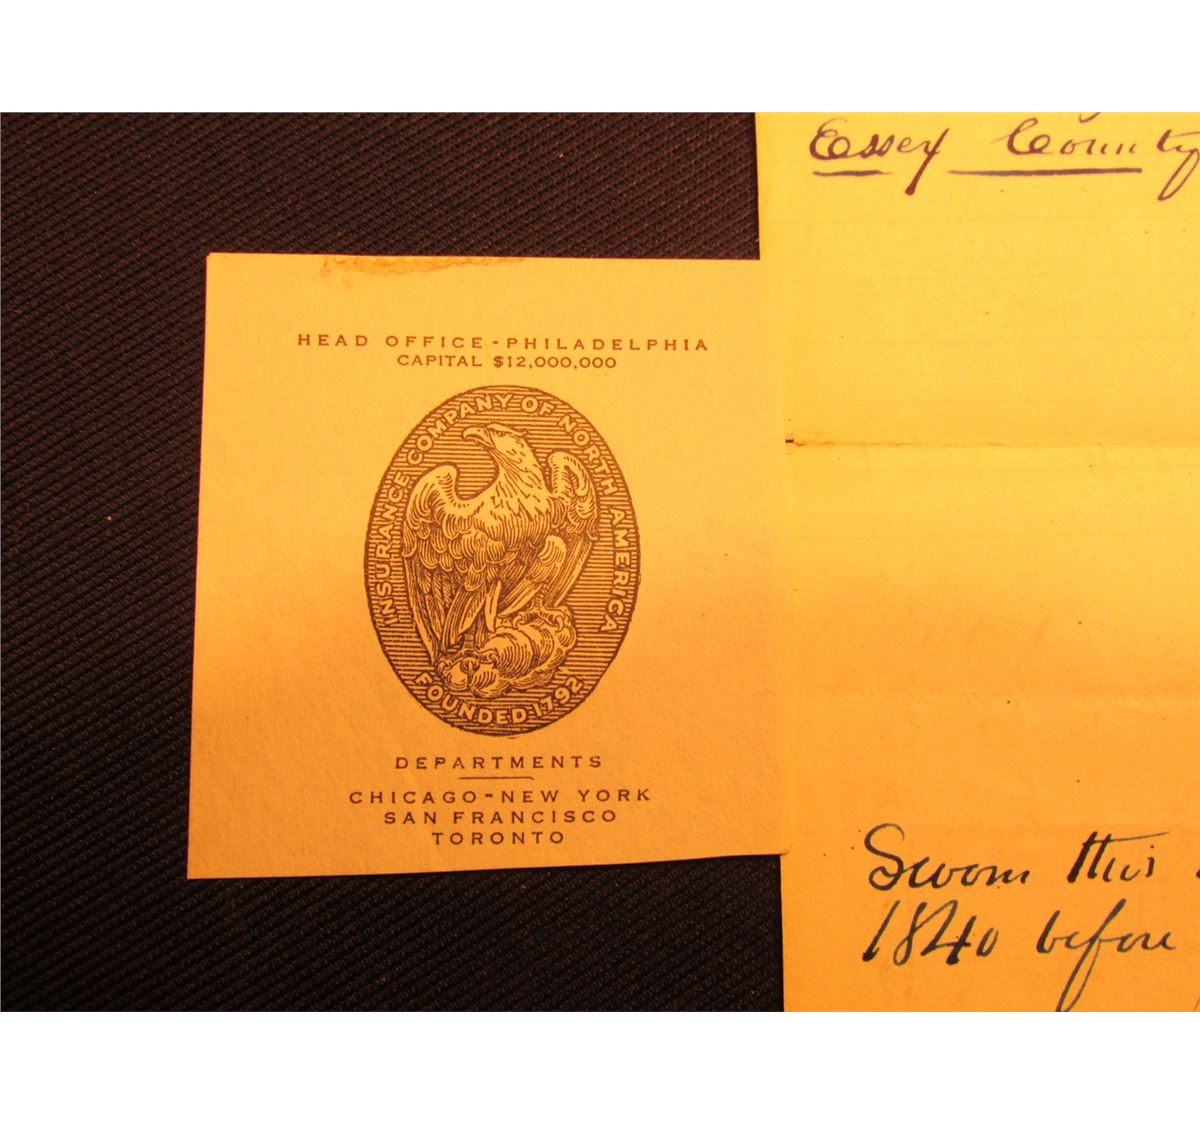 HEAD OFFICE - PHILADELPHIA
CAPITAL $12,000,000
INSURANCE COMPANY OF NORTH AMERICA
FOUNDED 1792
DEPARTMENTS
CHICAGO - NEW YORK
SAN FRANCISCO
TORONTO
Essex County
Sworn this
1840 before